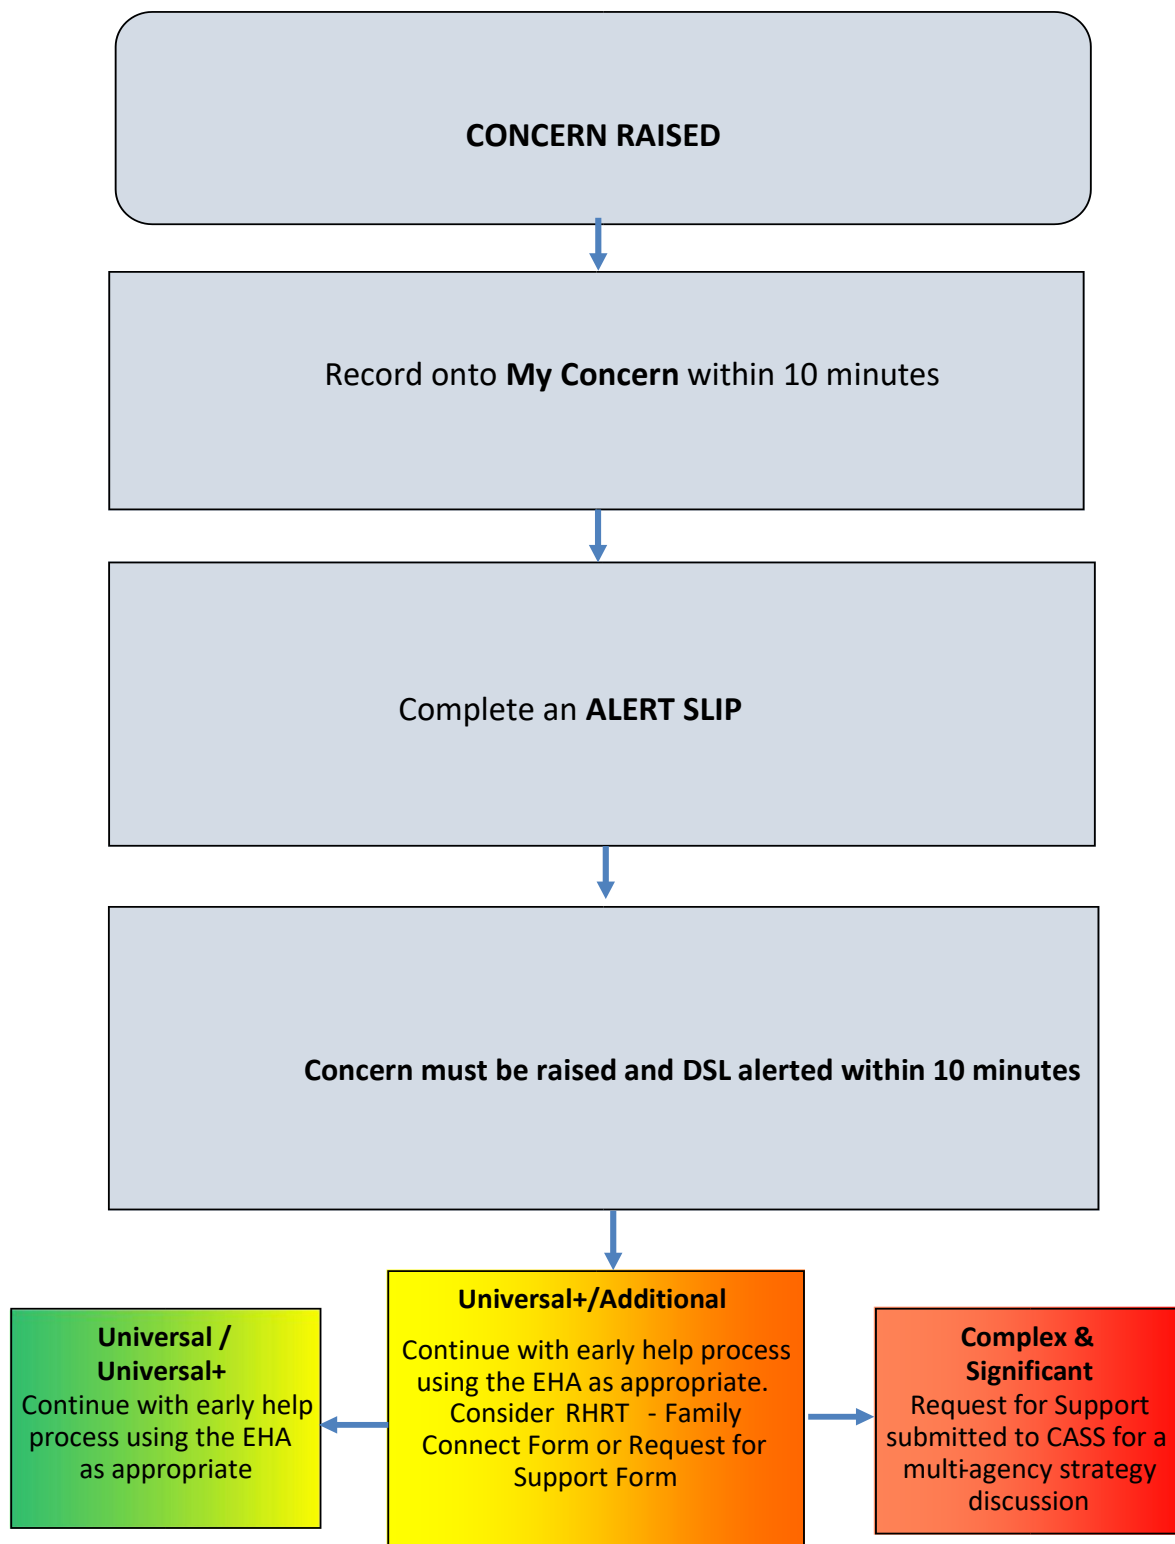 CONCERN RAISED
Record onto My Concern within 10 minutes
Complete an ALERT SLIP
Concern must be raised and DSL alerted within 10 minutes
Universal /
Universal+
Continue with early help
process using the EHA
as appropriate
Universal+/Additional
Continue with early help process
using the EHA as appropriate.
Consider RHRT - Family
Connect Form or Request for
Support Form
Complex &
Significant
Request for Support
submitted to CASS for a
multi-agency strategy
discussion